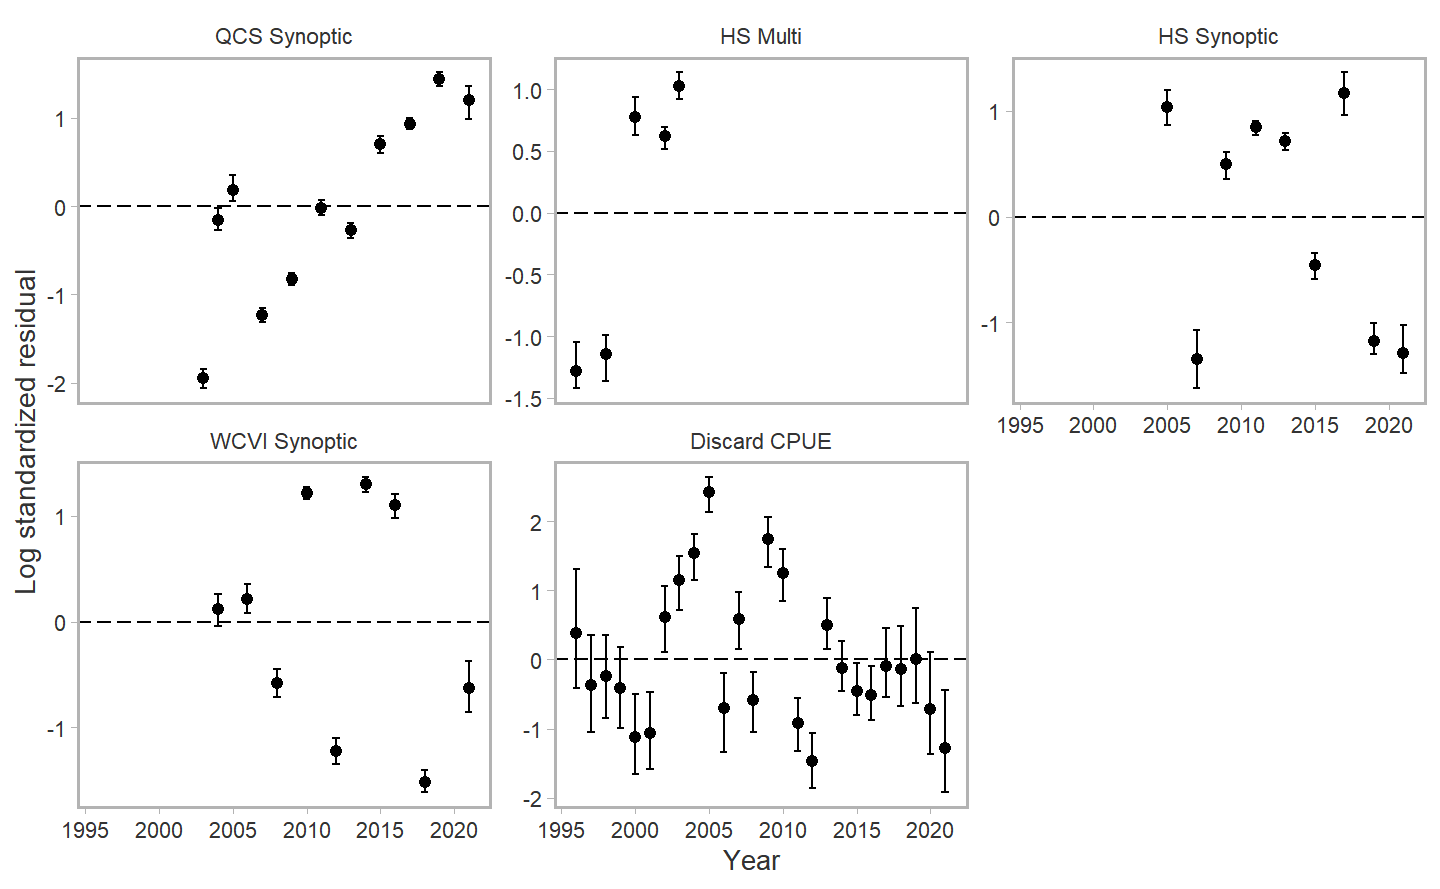 QCS Synoptic
HS Multi
HS Synoptic
1
0
-1
-2
1.0
0.5
0.0
-0.5
-1.0
-1.5
1
0
-1
1995 2000 2005 2010 2015 2020
WCVI Synoptic
Discard CPUE
1
0
-1
2
1
0
-1
-2
1995 2000 2005 2010 2015 2020
1995 2000 2005 2010 2015 2020
Log standardized residual
Year